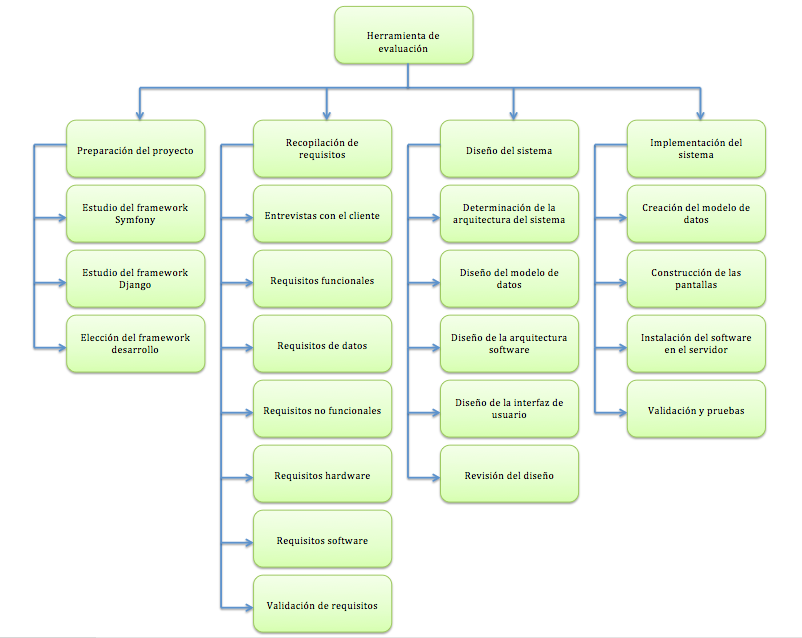 Herramienta de
evaluación
Preparación del proyecto
Estudio del framework
Symfony
Estudio del framework
Django
Elección del framework
desarrollo
Recopilación de
requisitos
Entrevistas con el cliente
Requisitos funcionales
Requisitos de datos
Requisitos no funcionales
Requisitos hardware
Requisitos software
Validación de requisitos
Diseño del sistema
Determinación de la
arquitectura del sistema
Diseño del modelo de
datos
Diseño de la arquitectura
software
Diseño de la interfaz de
usuario
Revisión del diseño
Implementación del
sistema
Creación del modelo de
datos
Construcción de las
pantallas
Instalación del software
en el servidor
Validación y pruebas